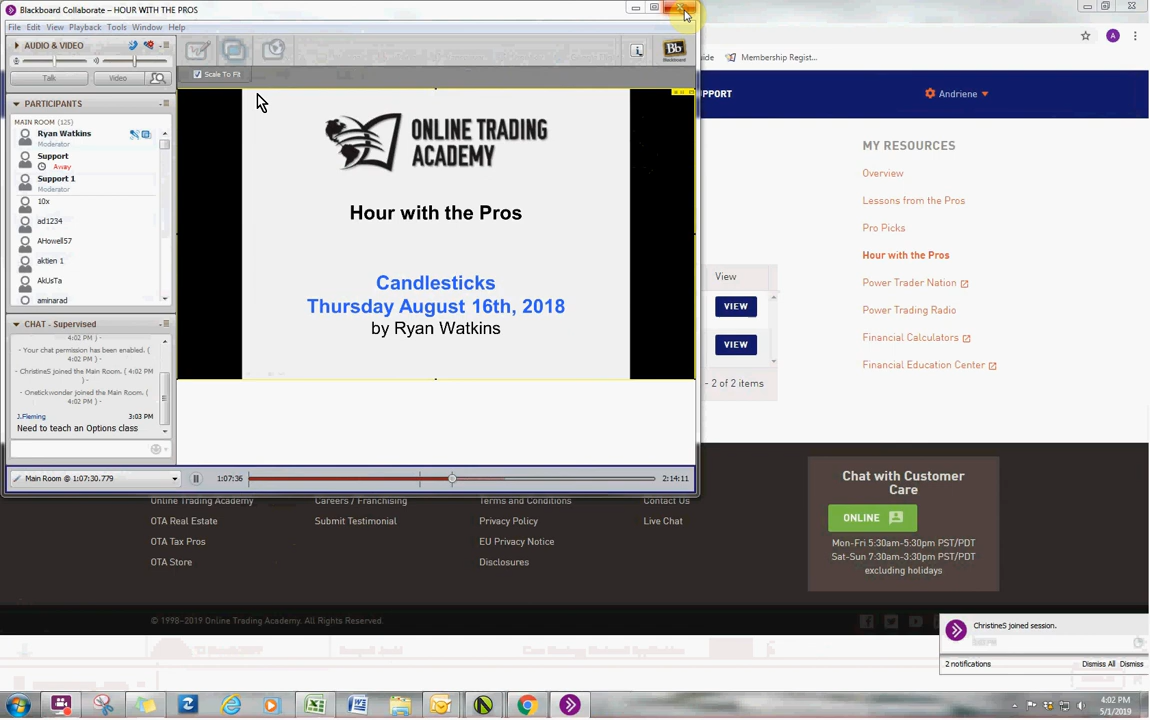 Blackboard Collaborate – HOUR WITH THE PROS
File Edit View Playback Tools Window Help
AUDIO & VIDEO
Talk Video
PARTICIPANTS
MAIN ROOM (125)
Ryan Watkins
Moderator
Support
Away
Support 1
Moderator
10x
ad1234
AHowell57
aktien 1
AkUsTa
aminarad
CHAT - Supervised
4:02 PM ) -
- Your chat permission has been enabled. (
4:02 PM ) -
- ChristineS joined the Main Room. ( 4:02
PM ) -
- Onetickwonder joined the Main Room. (
4:02 PM ) -
J.Fleming 3:03 PM
Need to teach an Options class
Scale To Fit
Bb
Blackboard
ONLINE TRADING
ACADEMY
Hour with the Pros
Candlesticks
Thursday August 16th, 2018
by Ryan Watkins
Main Room @ 1:07:30.779
1:07:36
2:14:11
ide
Membership Regist...
PPORT
Andriene
MY RESOURCES
Overview
Lessons from the Pros
Pro Picks
Hour with the Pros
Power Trader Nation
Power Trading Radio
Financial Calculators
Financial Education Center
View
VIEW
VIEW
- 2 of 2 items
Online Trading Academy
OTA Real Estate
OTA Tax Pros
OTA Store
Careers / Franchising
Submit Testimonial
Terms and Conditions
Privacy Policy
EU Privacy Notice
Disclosures
Contact Us
Live Chat
Chat with Customer
Care
ONLINE
Mon-Fri 5:30am-5:30pm PST/PDT
Sat-Sun 7:30am-3:30pm PST/PDT
excluding holidays
© 1998–2019 Online Trading Academy. All Rights Reserved.
ChristineS joined session.
2 notifications
Dismiss All Dismiss
4:02 PM
5/1/2019